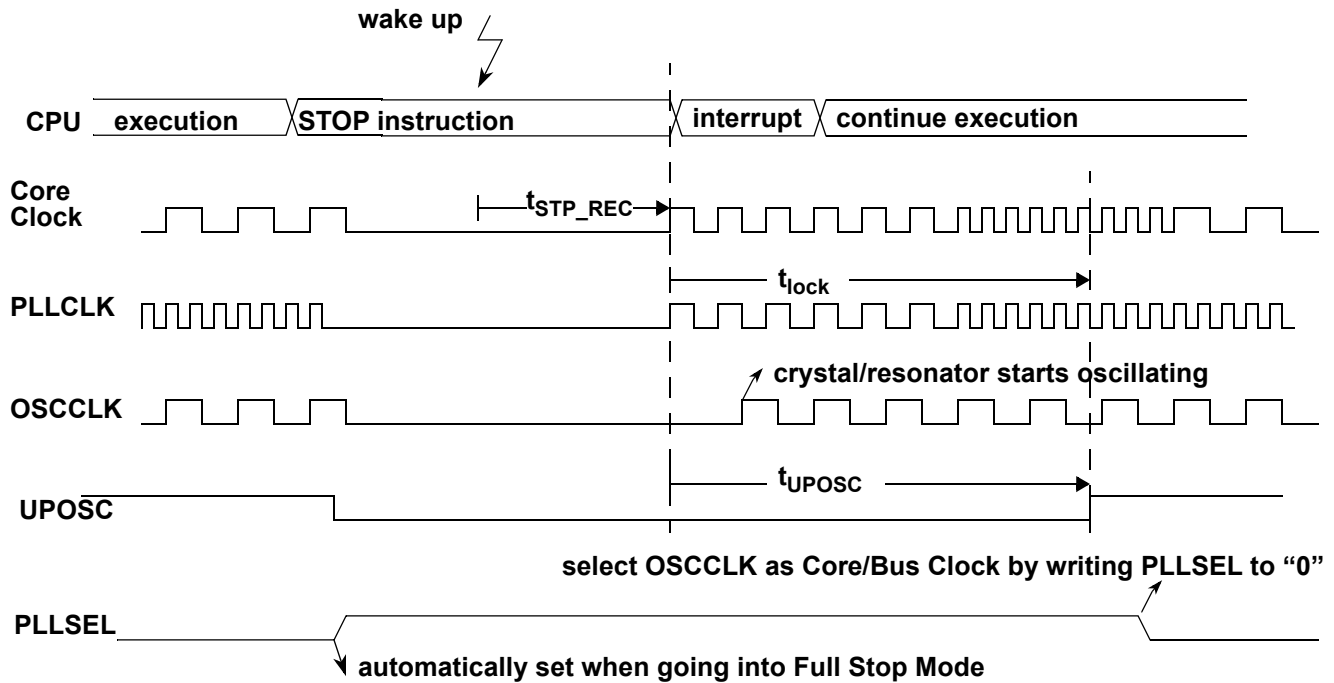 wake up
CPU execution STOP instruction interrupt continue execution
Core
Clock
tSTP_REC
tlock
PLLCLK
crystal/resonator starts oscillating
OSCCLK
tUPOSC
UPOSC
select OSCCLK as Core/Bus Clock by writing PLLSEL to “0”
PLLSEL
automatically set when going into Full Stop Mode